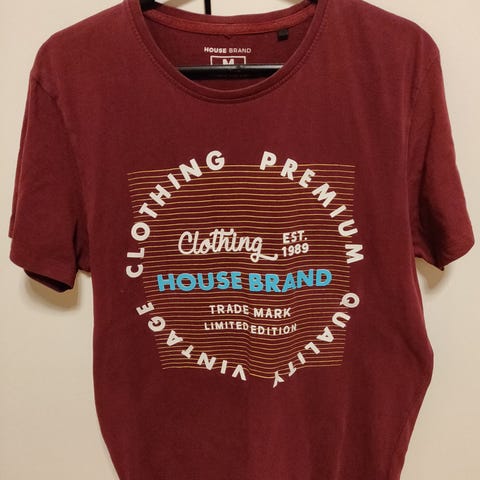 HOUSE BRAND
M
CLOTHING PREMIUM QUALITY VINTAGE
Clothing EST. 1989
HOUSE BRAND
TRADE MARK
LIMITED EDITION